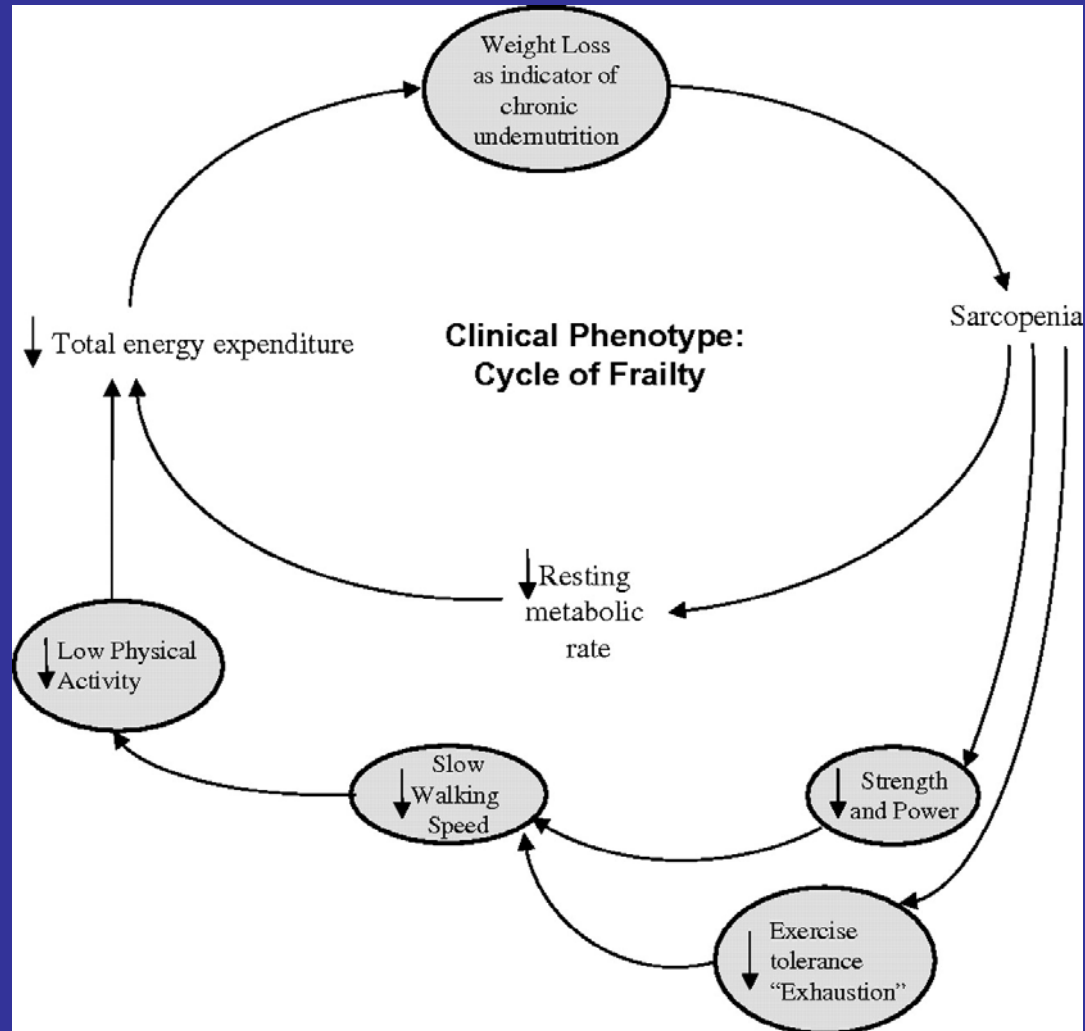 Weight Loss
as indicator of
chronic
undernutrition
Sarcopenia
Clinical Phenotype:
Cycle of Frailty
Total energy expenditure
Resting
metabolic
rate
Low Physical
Activity
Slow
Walking
Speed
Strength
and Power
Exercise
tolerance
“Exhaustion”